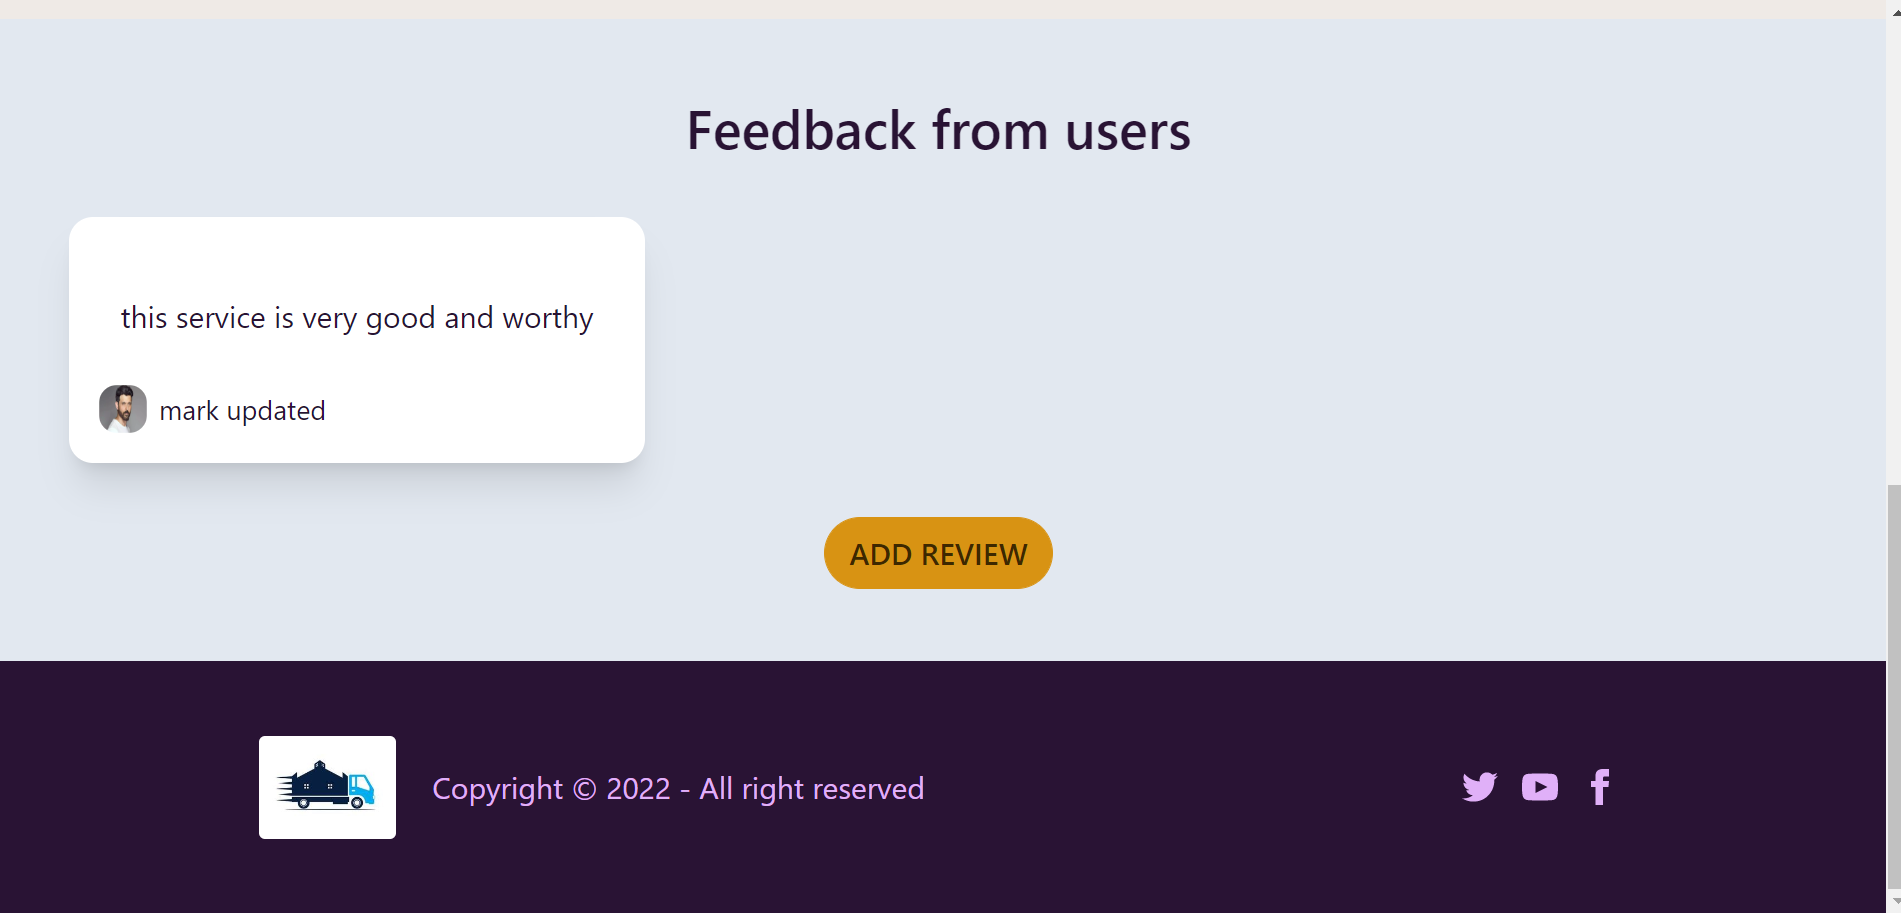 Feedback from users
this service is very good and worthy
mark updated
ADD REVIEW
Copyright © 2022 - All right reserved